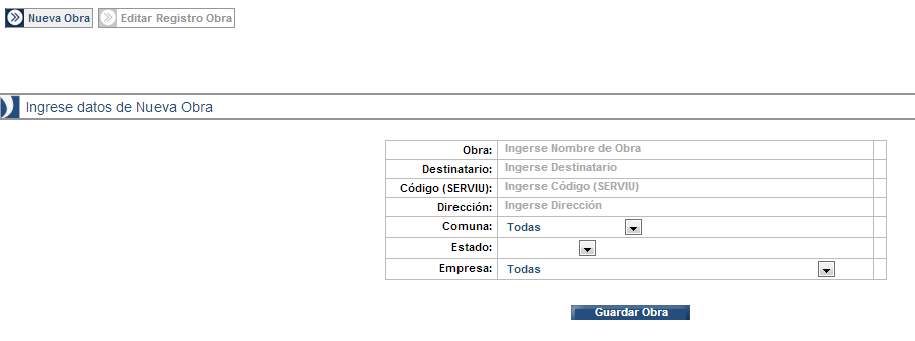 Nueva Obra Editar Registro Obra
Ingrese datos de Nueva Obra
Obra: Ingerse Nombre de Obra
Destinatario: Ingerse Destinatario
Código (SERVIU): Ingerse Código (SERVIU)
Dirección: Ingerse Dirección
Comuna: Todas
Estado:
Empresa: Todas
Guardar Obra